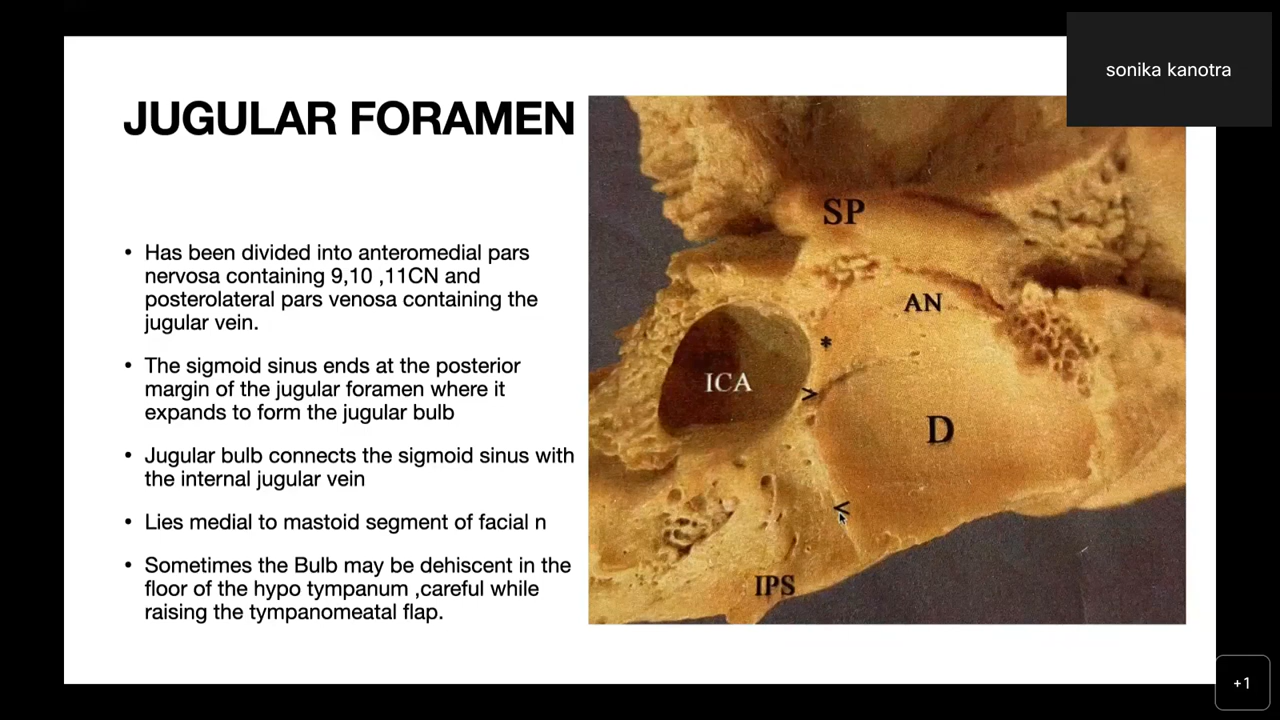 sonika kanotra
JUGULAR FORAMEN
• Has been divided into anteromedial pars
nervosa containing 9,10 ,11CN and
posterolateral pars venosa containing the
jugular vein.
• The sigmoid sinus ends at the posterior
margin of the jugular foramen where it
expands to form the jugular bulb
• Jugular bulb connects the sigmoid sinus with
the internal jugular vein
• Lies medial to mastoid segment of facial n
• Sometimes the Bulb may be dehiscent in the
floor of the hypo tympanum ,careful while
raising the tympanomeatal flap.
SP
AN
*
ICA
>
D
<
IPS
+1